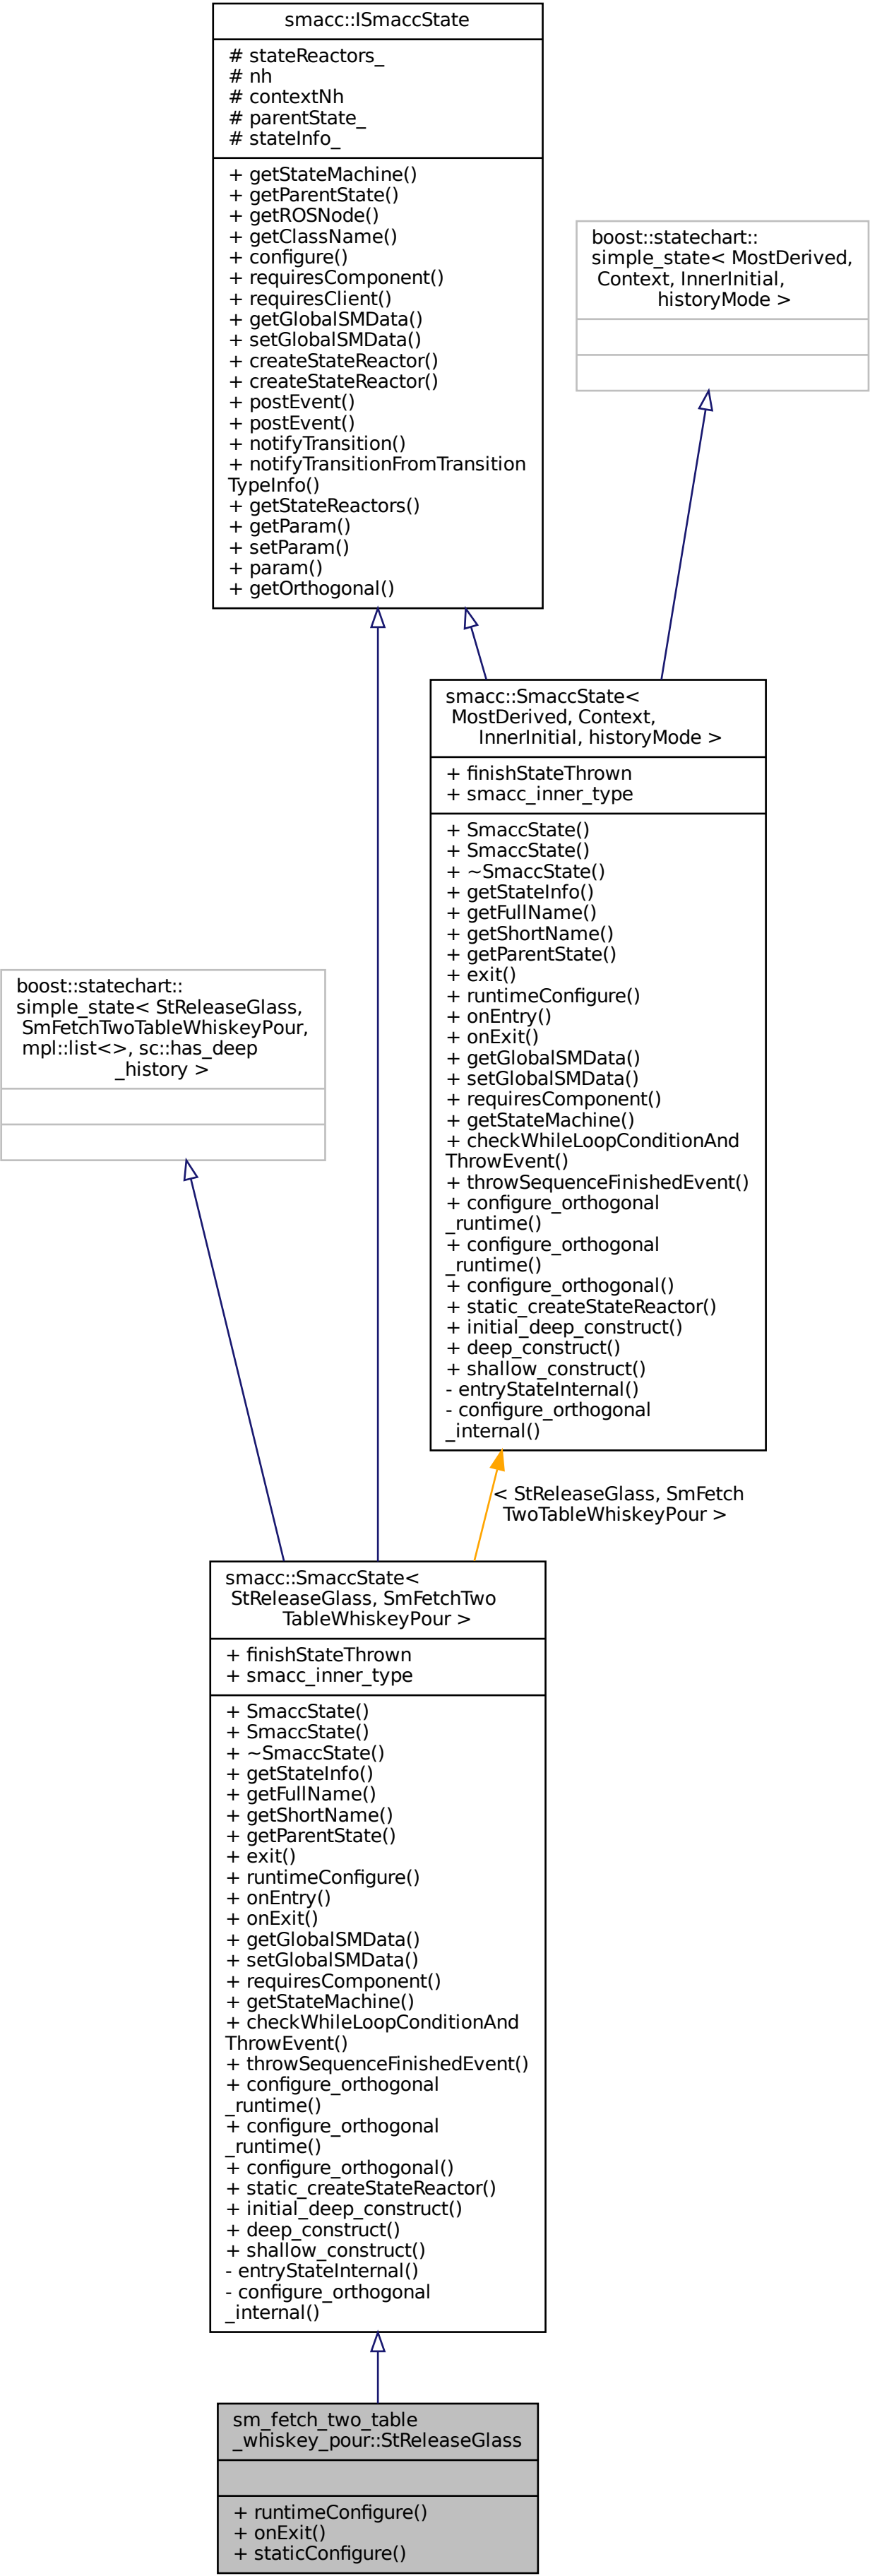 smacc::ISmaccState
# stateReactors_
# nh
# contextNh
# parentState_
# stateInfo_
+ getStateMachine()
+ getParentState()
+ getROSNode()
+ getClassName()
+ configure()
+ requiresComponent()
+ requiresClient()
+ getGlobalSMData()
+ setGlobalSMData()
+ createStateReactor()
+ createStateReactor()
+ postEvent()
+ postEvent()
+ notifyTransition()
+ notifyTransitionFromTransition
TypeInfo()
+ getStateReactors()
+ getParam()
+ setParam()
+ param()
+ getOrthogonal()
boost::statechart::
simple_state< MostDerived,
Context, InnerInitial,
historyMode >
smacc::SmaccState<
MostDerived, Context,
InnerInitial, historyMode >
+ finishStateThrown
+ smacc_inner_type
+ SmaccState()
+ SmaccState()
+ ~SmaccState()
+ getStateInfo()
+ getFullName()
+ getShortName()
+ getParentState()
+ exit()
+ runtimeConfigure()
+ onEntry()
+ onExit()
+ getGlobalSMData()
+ setGlobalSMData()
+ requiresComponent()
+ getStateMachine()
+ checkWhileLoopConditionAnd
ThrowEvent()
+ throwSequenceFinishedEvent()
+ configure_orthogonal
_runtime()
+ configure_orthogonal
_runtime()
+ configure_orthogonal()
+ static_createStateReactor()
+ initial_deep_construct()
+ deep_construct()
+ shallow_construct()
- entryStateInternal()
- configure_orthogonal
_internal()
boost::statechart::
simple_state< StReleaseGlass,
SmFetchTwoTableWhiskeyPour,
mpl::list<>, sc::has_deep
_history >
< StReleaseGlass, SmFetch
TwoTableWhiskeyPour >
smacc::SmaccState<
StReleaseGlass, SmFetchTwo
TableWhiskeyPour >
+ finishStateThrown
+ smacc_inner_type
+ SmaccState()
+ SmaccState()
+ ~SmaccState()
+ getStateInfo()
+ getFullName()
+ getShortName()
+ getParentState()
+ exit()
+ runtimeConfigure()
+ onEntry()
+ onExit()
+ getGlobalSMData()
+ setGlobalSMData()
+ requiresComponent()
+ getStateMachine()
+ checkWhileLoopConditionAnd
ThrowEvent()
+ throwSequenceFinishedEvent()
+ configure_orthogonal
_runtime()
+ configure_orthogonal
_runtime()
+ configure_orthogonal()
+ static_createStateReactor()
+ initial_deep_construct()
+ deep_construct()
+ shallow_construct()
- entryStateInternal()
- configure_orthogonal
_internal()
sm_fetch_two_table
_whiskey_pour::StReleaseGlass
+ runtimeConfigure()
+ onExit()
+ staticConfigure()